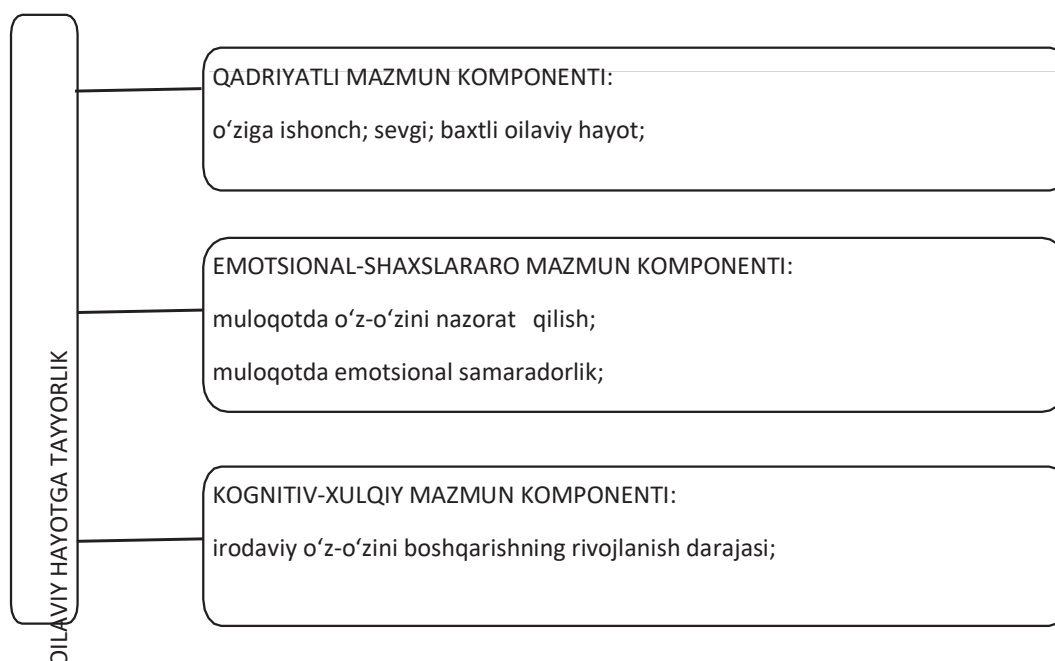 OILAVIY HAYOTGA TAYYORLIK
QADRIYATLI MAZMUN KOMPONENTI:
o‘ziga ishonch; sevgi; baxtli oilaviy hayot;
EMOTSIONAL-SHAXSLARARO MAZMUN KOMPONENTI:
muloqotda o‘z-o‘zini nazorat qilish;
muloqotda emotsional samaradorlik;
KOGNITIV-XULQIY MAZMUN KOMPONENTI:
irodaviy o‘z-o‘zini boshqarishning rivojlanish darajasi;